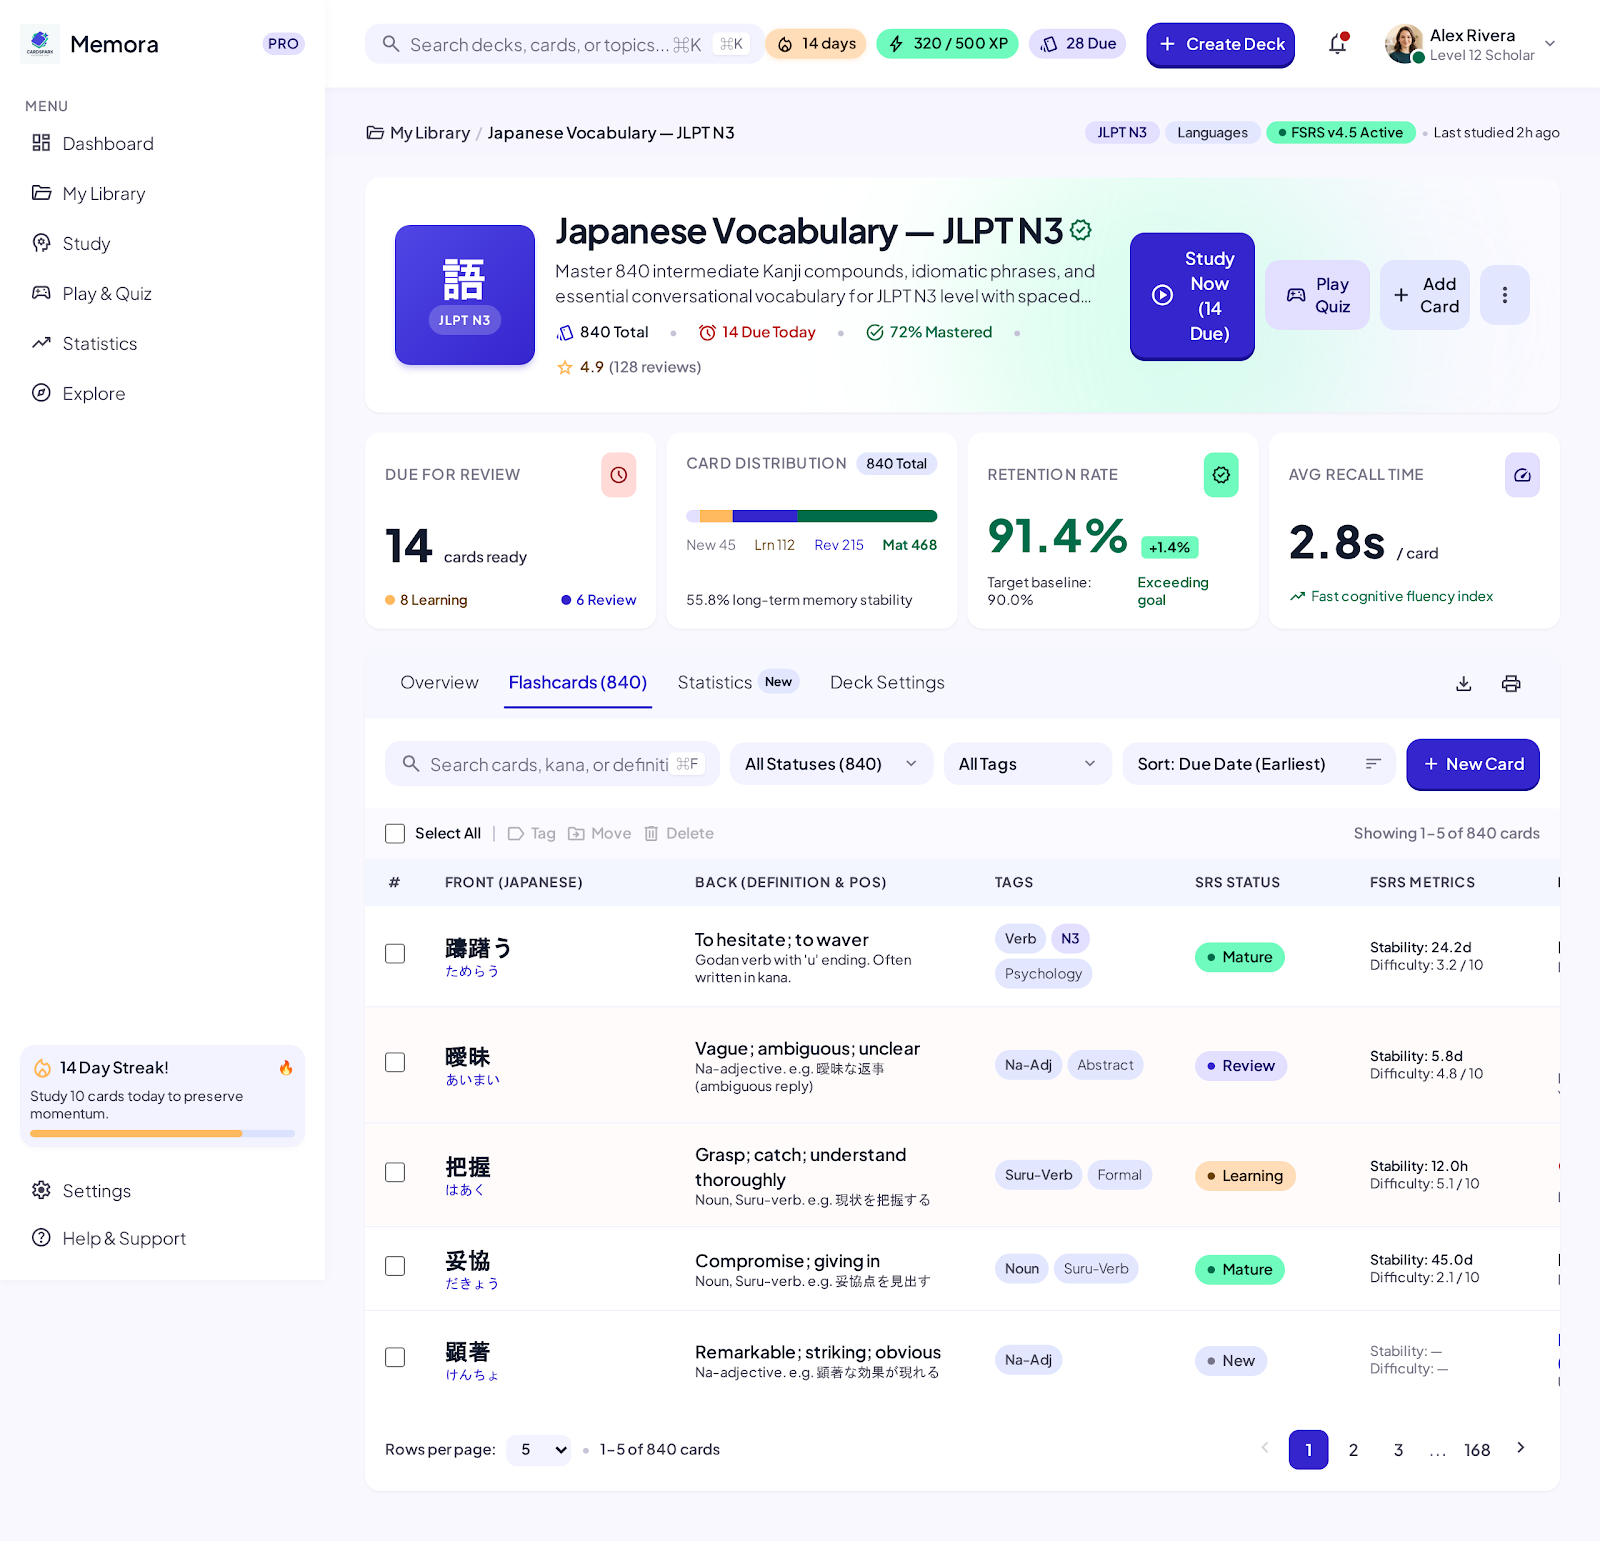 Memora
PRO
Search decks, cards, or topics... ⌘K
⌘K
14 days
320 / 500 XP
28 Due
+ Create Deck
Alex Rivera
Level 12 Scholar
MENU
Dashboard
My Library
Study
Play & Quiz
Statistics
Explore
My Library / Japanese Vocabulary — JLPT N3
JLPT N3
Languages
FSRS v4.5 Active
Last studied 2h ago
語
JLPT N3
Japanese Vocabulary — JLPT N3
Master 840 intermediate Kanji compounds, idiomatic phrases, and
essential conversational vocabulary for JLPT N3 level with spaced...
840 Total
14 Due Today
72% Mastered
4.9 (128 reviews)
Study
Now
(14
Due)
Play
Quiz
Add
Card
DUE FOR REVIEW
14 cards ready
8 Learning
6 Review
CARD DISTRIBUTION
840 Total
New 45
Lrn 112
Rev 215
Mat 468
55.8% long-term memory stability
RETENTION RATE
91.4%
+1.4%
Target baseline:
90.0%
Exceeding
goal
AVG RECALL TIME
2.8s / card
Fast cognitive fluency index
Overview
Flashcards (840)
Statistics
New
Deck Settings
Search cards, kana, or definiti
⌘F
All Statuses (840)
All Tags
Sort: Due Date (Earliest)
+ New Card
Select All | Tag Move Delete
Showing 1–5 of 840 cards
#
FRONT (JAPANESE)
BACK (DEFINITION & POS)
TAGS
SRS STATUS
FSRS METRICS
躊躇う
ためらう
To hesitate; to waver
Godan verb with 'u' ending. Often
written in kana.
Verb
N3
Psychology
Mature
Stability: 24.2d
Difficulty: 3.2 / 10
曖昧
あいまい
Vague; ambiguous; unclear
Na-adjective. e.g. 曖昧な返事
(ambiguous reply)
Na-Adj
Abstract
Review
Stability: 5.8d
Difficulty: 4.8 / 10
把握
はあく
Grasp; catch; understand
thoroughly
Noun, Suru-verb. e.g. 現状を把握する
Suru-Verb
Formal
Learning
Stability: 12.0h
Difficulty: 5.1 / 10
妥協
だきょう
Compromise; giving in
Noun, Suru-verb. e.g. 妥協点を見出す
Noun
Suru-Verb
Mature
Stability: 45.0d
Difficulty: 2.1 / 10
顕著
けんちょ
Remarkable; striking; obvious
Na-adjective. e.g. 顕著な効果が現れる
Na-Adj
New
Stability: —
Difficulty: —
Rows per page: 5
1–5 of 840 cards
1 2 3 ... 168
14 Day Streak!
Study 10 cards today to preserve
momentum.
Settings
Help & Support